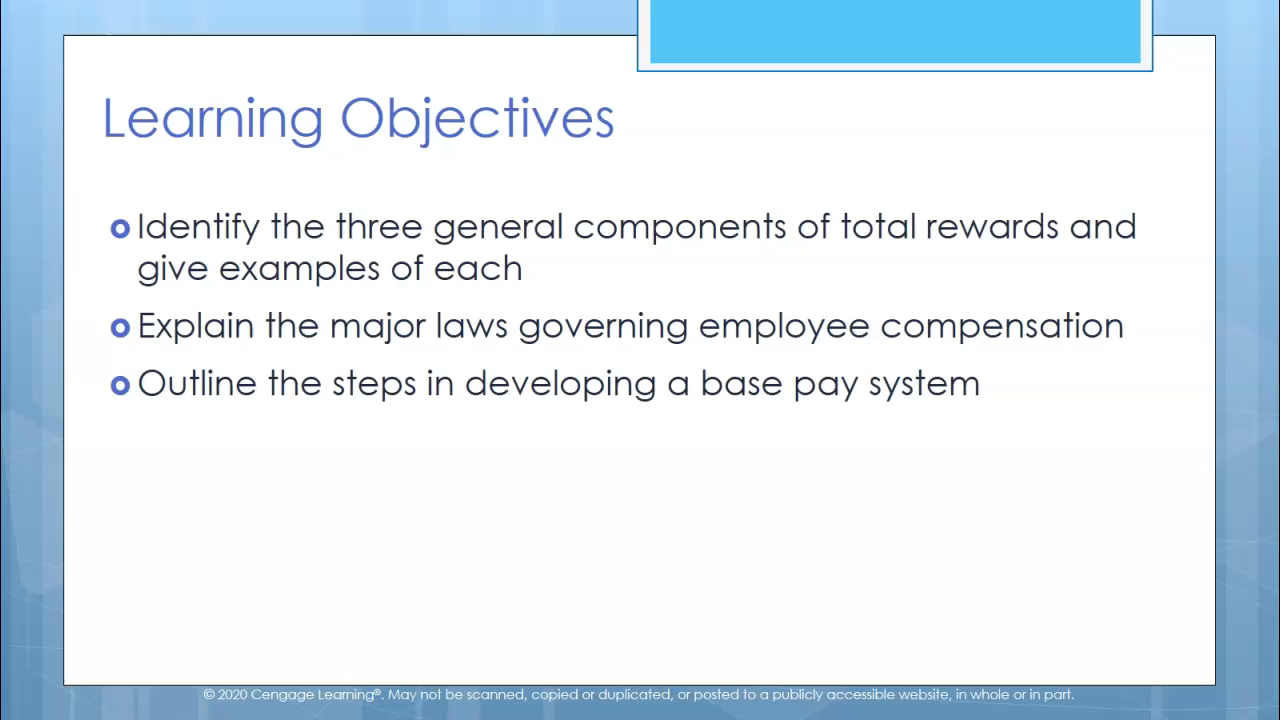 Learning Objectives
Identify the three general components of total rewards and
give examples of each
Explain the major laws governing employee compensation
Outline the steps in developing a base pay system
© 2020 Cengage Learning®. May not be scanned, copied or duplicated, or posted to a publicly accessible website, in whole or in part.